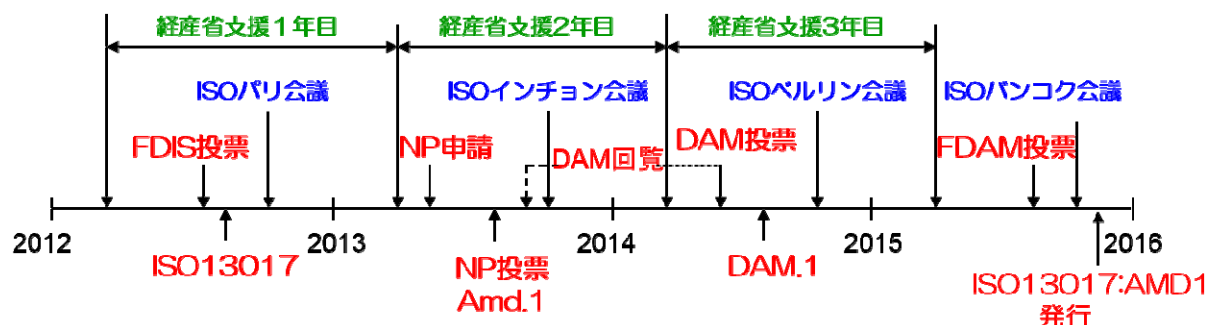 経産省支援１年目
経産省支援2年目
経産省支援3年目
ISOパリ会議
ISOインチョン会議
ISOベルリン会議
ISOバンコク会議
FDIS投票
NP申請
DAM回覧
DAM投票
FDAM投票
2012
2013
2014
2015
2016
ISO13017
NP投票
Amd.1
DAM.1
ISO13017:AMD1
発行